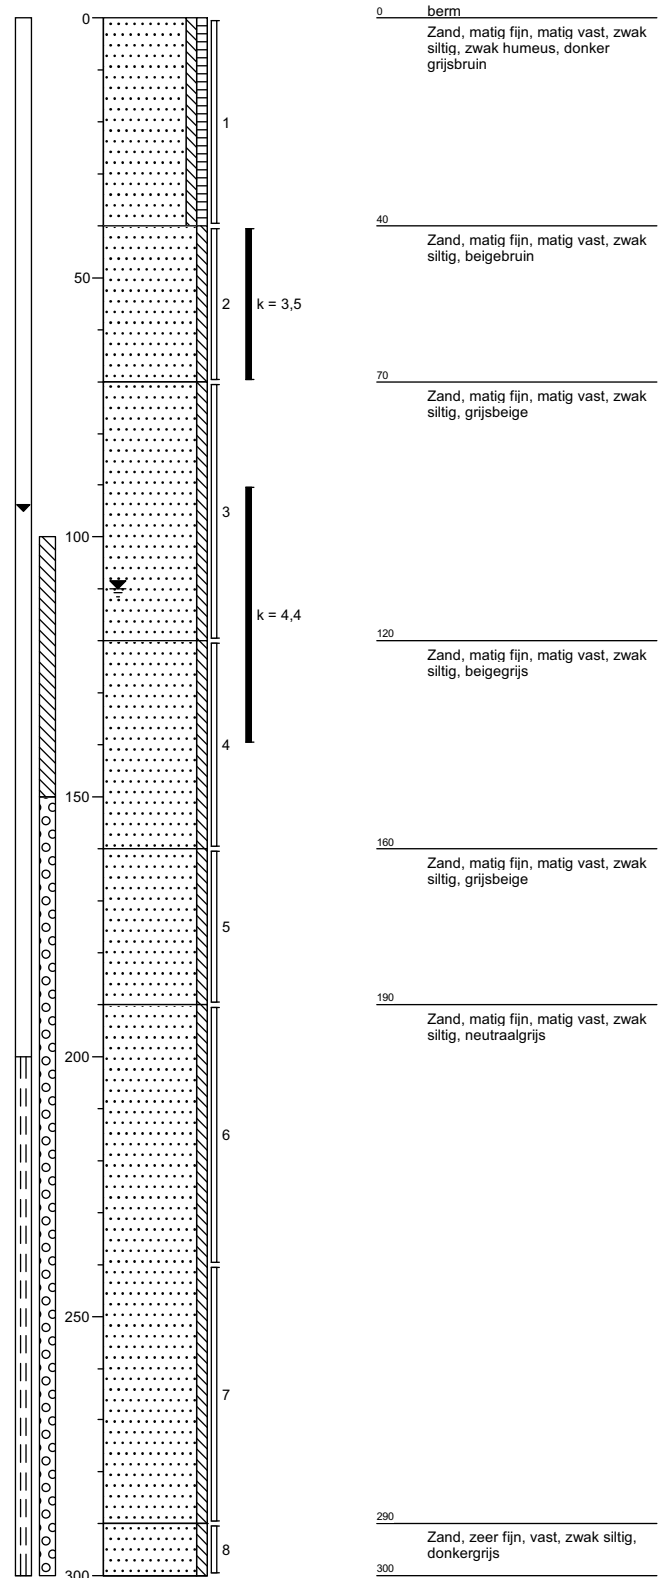 0
berm
Zand, matig fijn, matig vast, zwak
siltig, zwak humeus, donker
grijsbruin
0
1
40
Zand, matig fijn, matig vast, zwak
siltig, beigebruin
50
2
k = 3,5
70
Zand, matig fijn, matig vast, zwak
siltig, grijsbeige
3
100
k = 4,4
120
Zand, matig fijn, matig vast, zwak
siltig, beigegrijs
4
150
160
Zand, matig fijn, matig vast, zwak
siltig, grijsbeige
5
190
Zand, matig fijn, matig vast, zwak
siltig, neutraalgrijs
200
6
250
7
290
Zand, zeer fijn, vast, zwak siltig,
donkergrijs
8
300
300